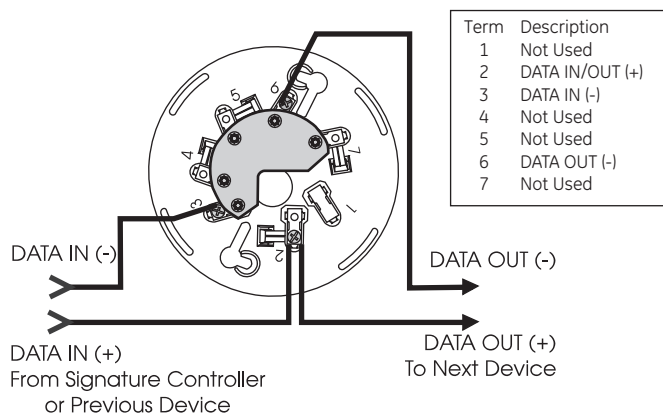 Term Description
1 Not Used
2 DATA IN/OUT (+)
3 DATA IN (-)
4 Not Used
5 Not Used
6 DATA OUT (-)
7 Not Used
6
5
4
7
3
1
2
DATA IN (-)
DATA OUT (-)
DATA IN (+)
From Signature Controller
or Previous Device
DATA OUT (+)
To Next Device